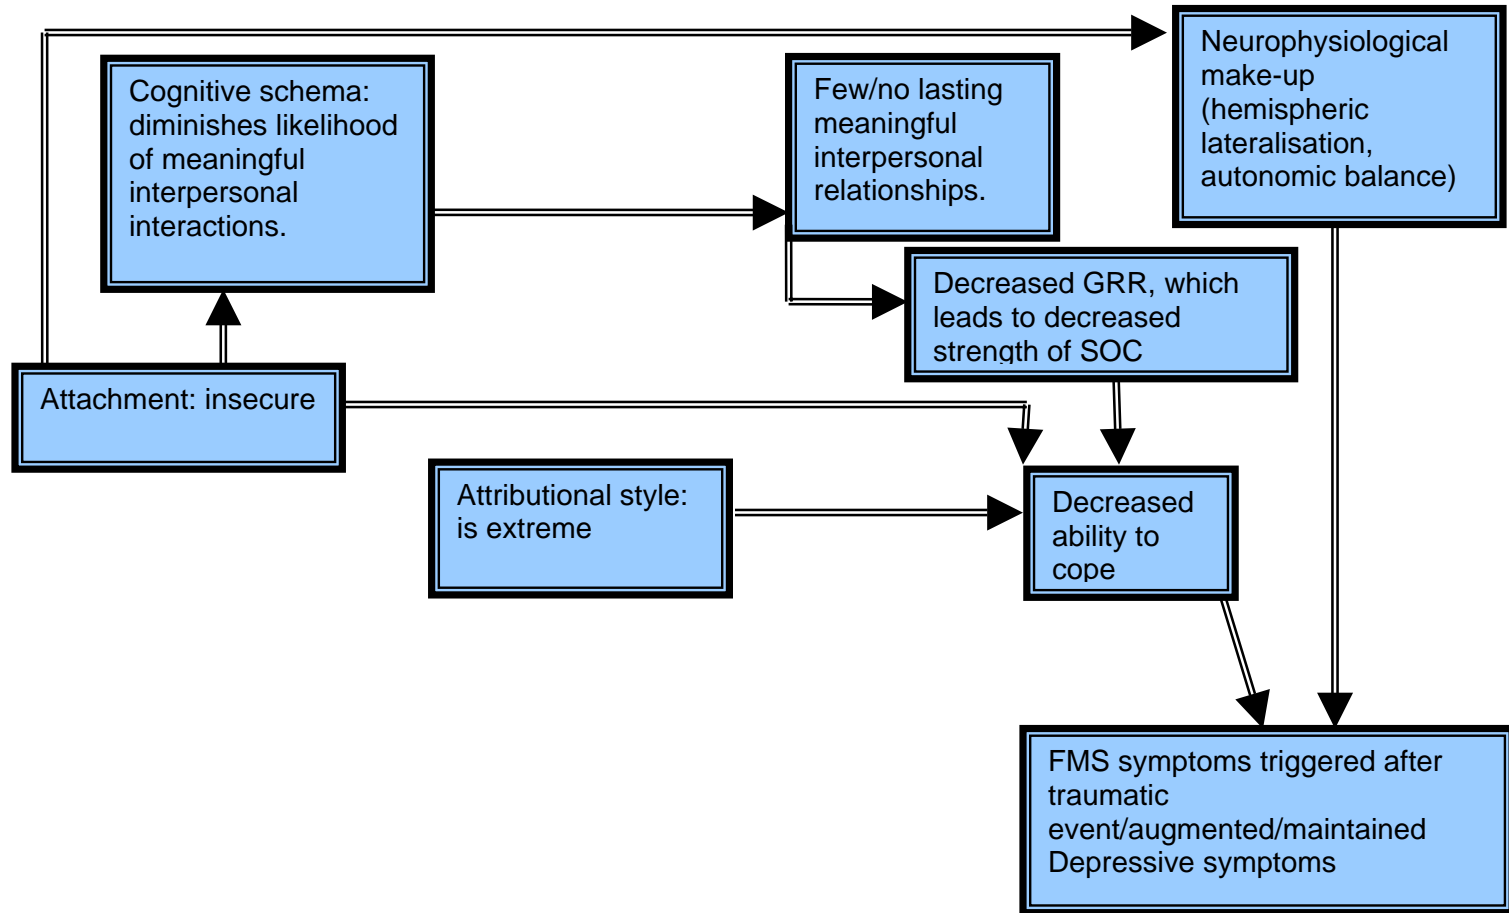 Neurophysiological
make-up
(hemispheric
lateralisation,
autonomic balance)
Cognitive schema:
diminishes likelihood
of meaningful
interpersonal
interactions.
Few/no lasting
meaningful
interpersonal
relationships.
Decreased GRR, which
leads to decreased
strength of SOC
Attachment: insecure
Attributional style:
is extreme
Decreased
ability to
cope
FMS symptoms triggered after
traumatic
event/augmented/maintained
Depressive symptoms